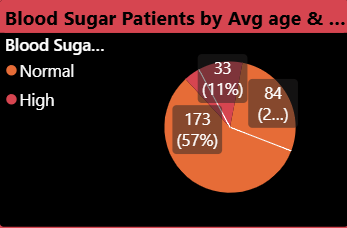 Blood Sugar Patients by Avg age & ...
Blood Suga...
Normal
High
33
(11%)
84
(2...)
173
(57%)